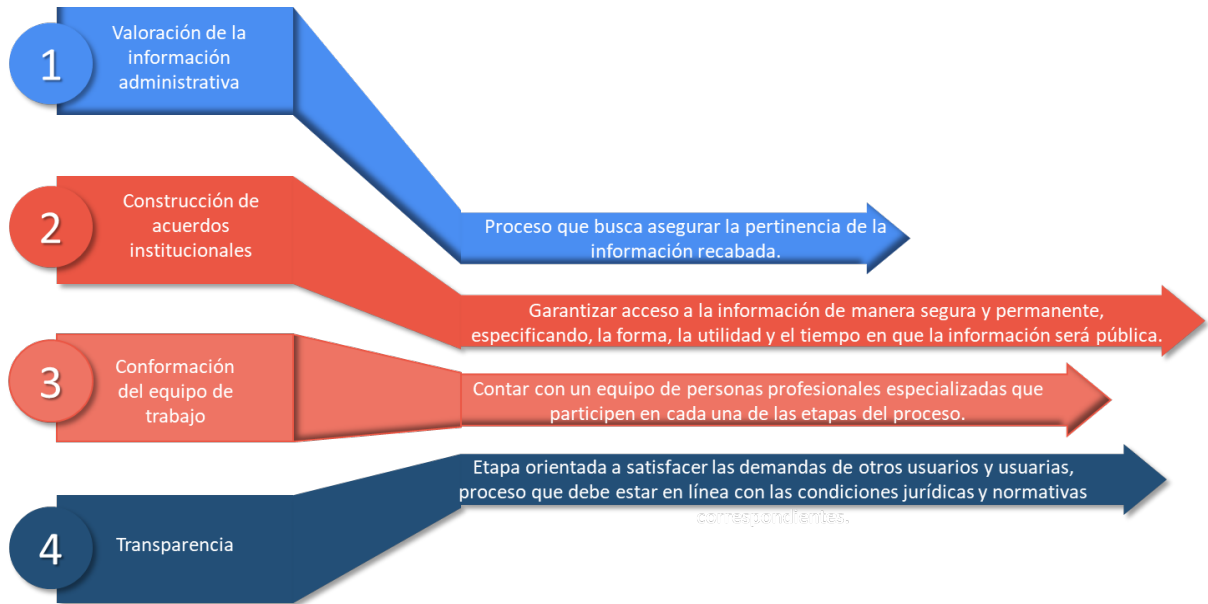 1
Valoración de la
información
administrativa
Proceso que busca asegurar la pertinencia de la
información recabada.
2
Construcción de
acuerdos
institucionales
Garantizar acceso a la información de manera segura y permanente,
especificando, la forma, la utilidad y el tiempo en que la información será pública.
3
Conformación
del equipo de
trabajo
Contar con un equipo de personas profesionales especializadas que
participen en cada una de las etapas del proceso.
4
Transparencia
Etapa orientada a satisfacer las demandas de otros usuarios y usuarias,
proceso que debe estar en línea con las condiciones jurídicas y normativas
correspondientes.